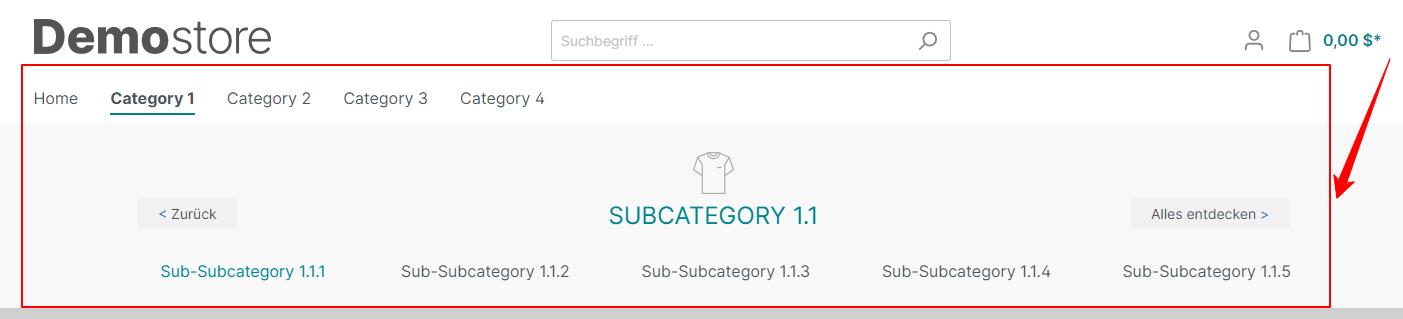 Demostore
Suchbegriff ...
0,00 $*
Home Category 1 Category 2 Category 3 Category 4
< Zurück
SUBCATEGORY 1.1
Alles entdecken >
Sub-Subcategory 1.1.1 Sub-Subcategory 1.1.2 Sub-Subcategory 1.1.3 Sub-Subcategory 1.1.4 Sub-Subcategory 1.1.5